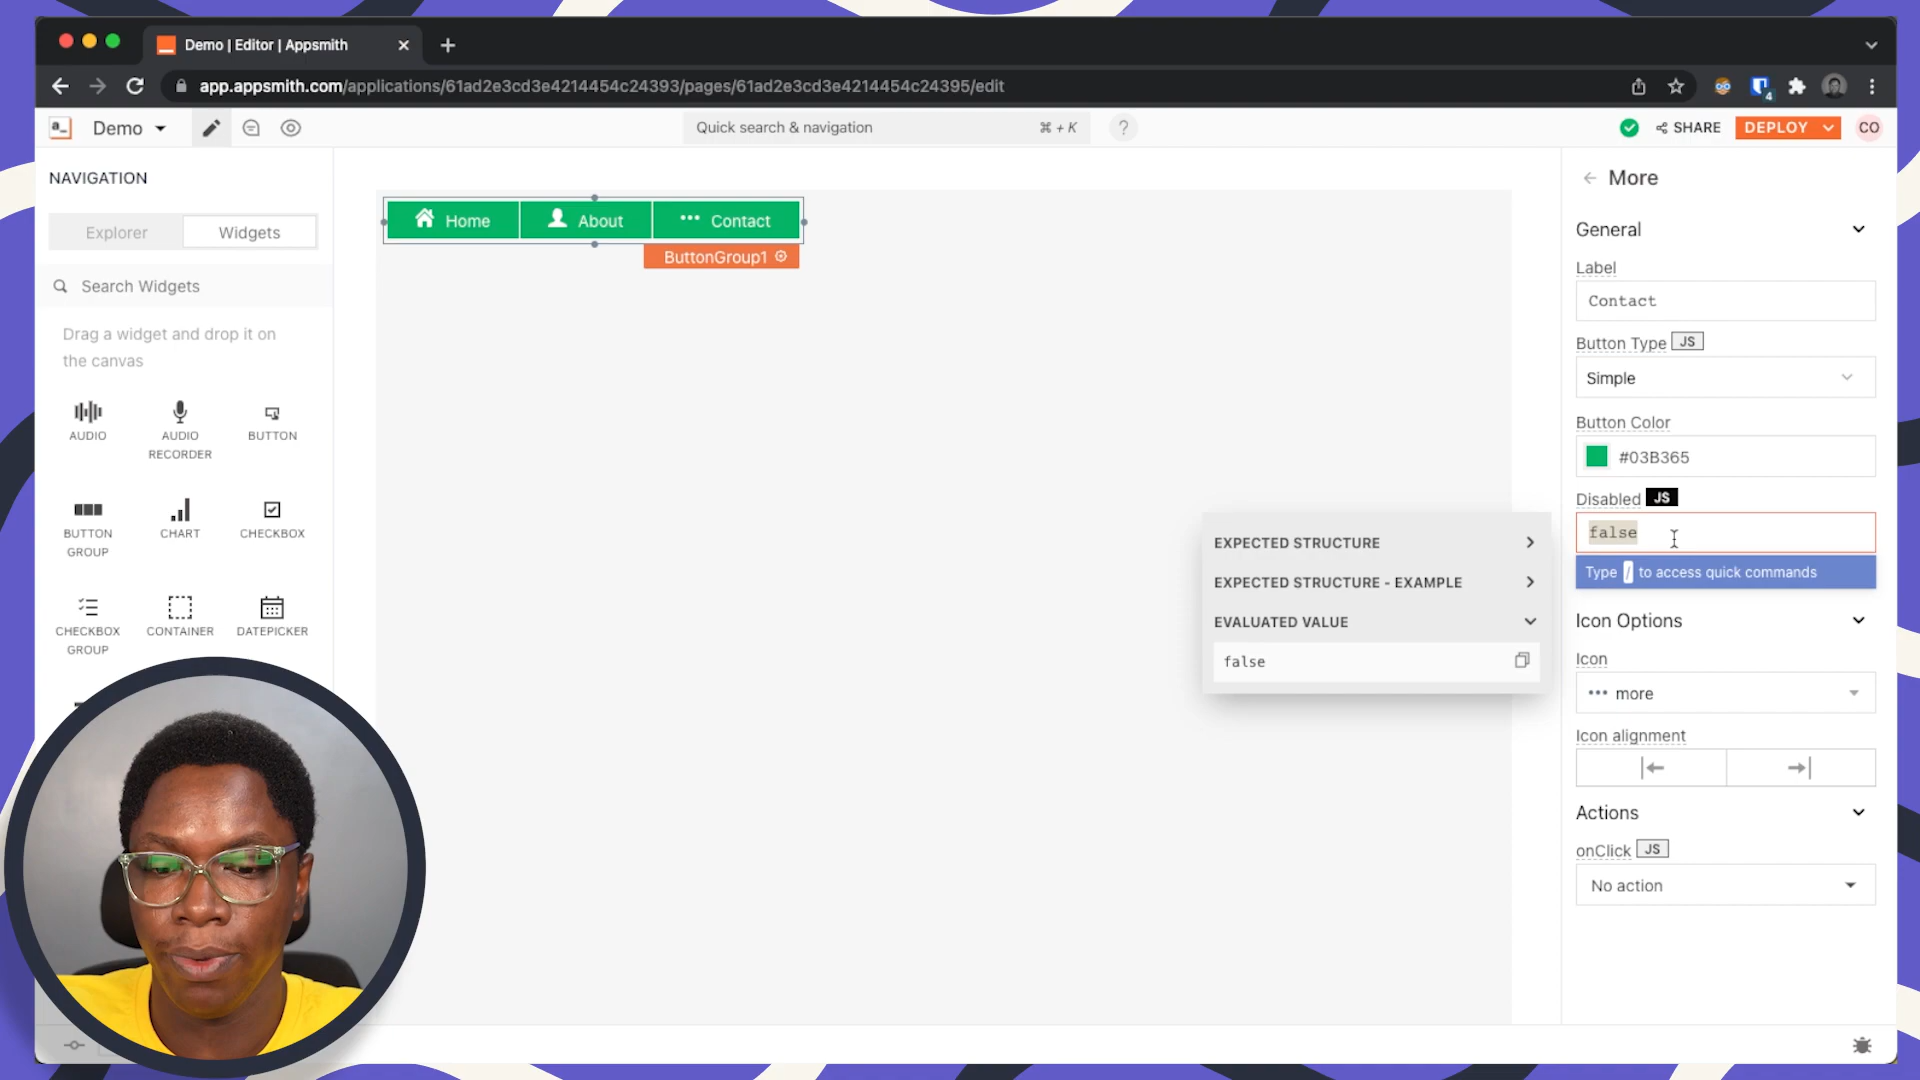 Demo | Editor | Appsmith
app.appsmith.com/applications/61ad2e3cd3e4214454c24393/pages/61ad2e3cd3e4214454c24395/edit
4
a_
Demo
Quick search & navigation
⌘ + K
?
SHARE
DEPLOY
CO
NAVIGATION
Explorer
Widgets
Search Widgets
Drag a widget and drop it on
the canvas
AUDIO
AUDIO
RECORDER
BUTTON
BUTTON
GROUP
CHART
CHECKBOX
CHECKBOX
GROUP
CONTAINER
DATEPICKER
Home
About
Contact
ButtonGroup1
EXPECTED STRUCTURE
EXPECTED STRUCTURE - EXAMPLE
EVALUATED VALUE
false
More
General
Label
Contact
Button Type JS
Simple
Button Color
#03B365
Disabled JS
false
Type / to access quick commands
Icon Options
Icon
more
Icon alignment
Actions
onClick JS
No action